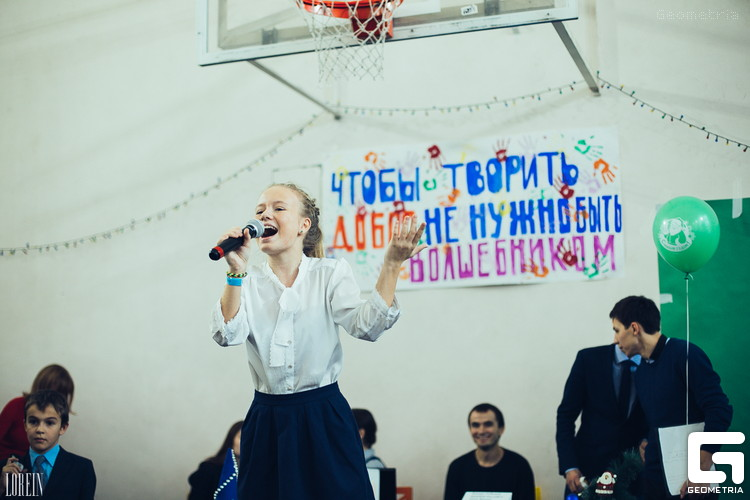 Geometria
ЧТОБЫ ТВОРИТЬ
ДОБРО НЕ НУЖНО БЫТЬ
ВОЛШЕБНИКОМ
LOREIN
GEOMETRIA